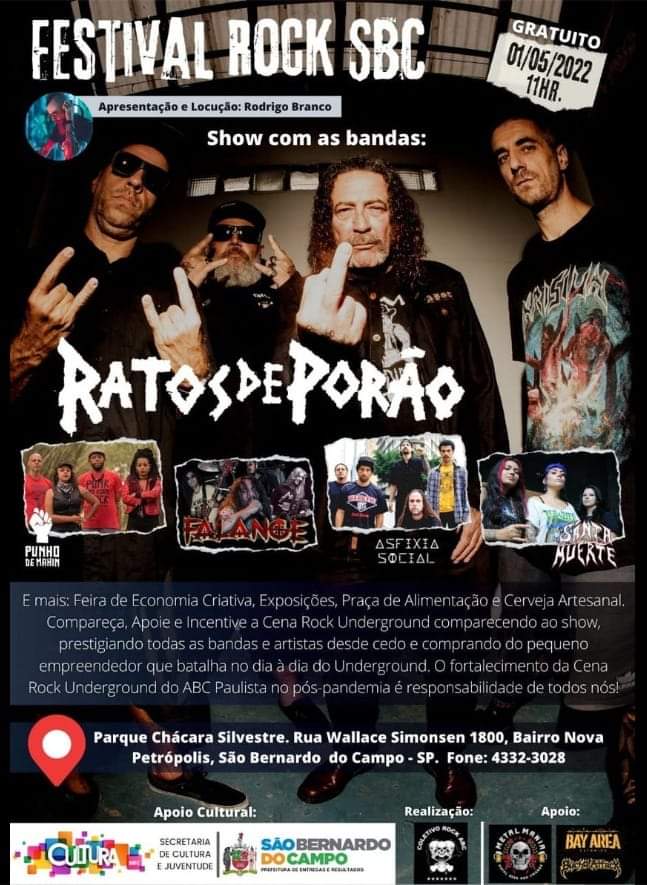 FESTIVAL ROCK SBC
GRATUITO
01/05/2022
11HR.
Apresentação e Locução: Rodrigo Branco
Show com as bandas:
RATOS DE PORÃO
PUNHO
DE MAHIN
FALANGE
ASFIXIA
SOCIAL
SANTA
MUERTE
E mais: Feira de Economia Criativa, Exposições, Praça de Alimentação e Cerveja Artesanal.
Compareça, Apoie e Incentive a Cena Rock Underground comparecendo ao show,
prestigiando todas as bandas e artistas desde cedo e comprando do pequeno
empreendedor que batalha no dia à dia do Underground. O fortalecimento da Cena
Rock Underground do ABC Paulista no pós-pandemia é responsabilidade de todos nós!
Parque Chácara Silvestre. Rua Wallace Simonsen 1800, Bairro Nova
Petrópolis, São Bernardo do Campo - SP. Fone: 4332-3028
Apoio Cultural:
Realização:
Apoio:
CULTURA
SECRETARIA
DE CULTURA
E JUVENTUDE
SÃO BERNARDO
DO CAMPO
PREFEITURA DE ENTREGAS E RESULTADOS
COLETIVO ROCK SBC
METAL MANIA
BAY AREA